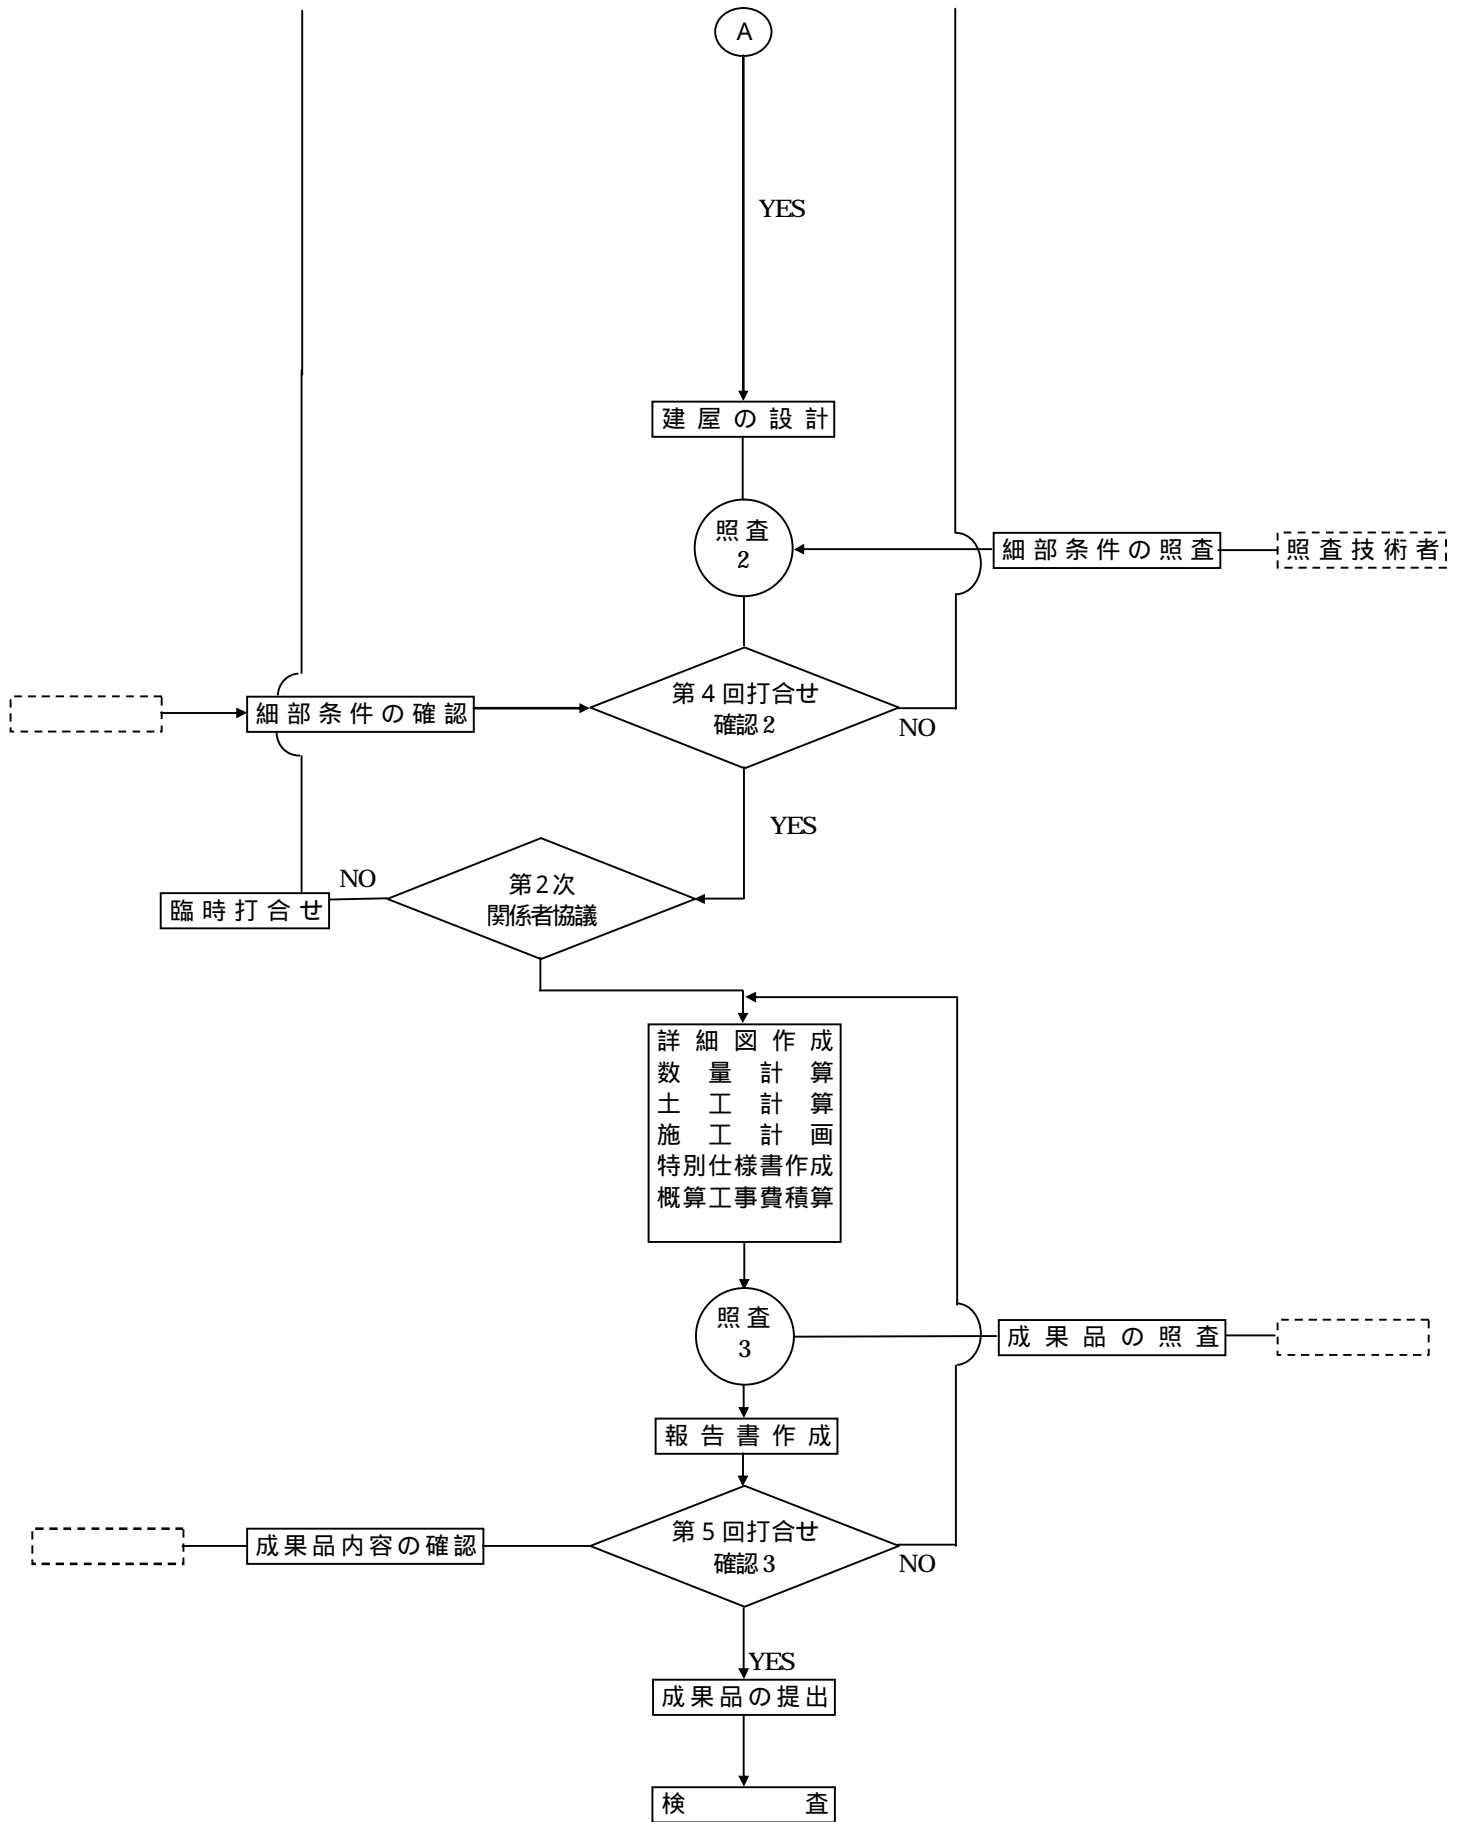 A
YES
建屋の設計
照査
2
細部条件の照査
照査技術者
第4回打合せ
確認2
細部条件の確認
NO
YES
第2次
関係者協議
NO
臨時打合せ
詳細図作成
数量計算
土工計算
施工計画
特別仕様書作成
概算工事費積算
照査
3
成果品の照査
報告書作成
第5回打合せ
確認3
成果品内容の確認
NO
YES
成果品の提出
検査